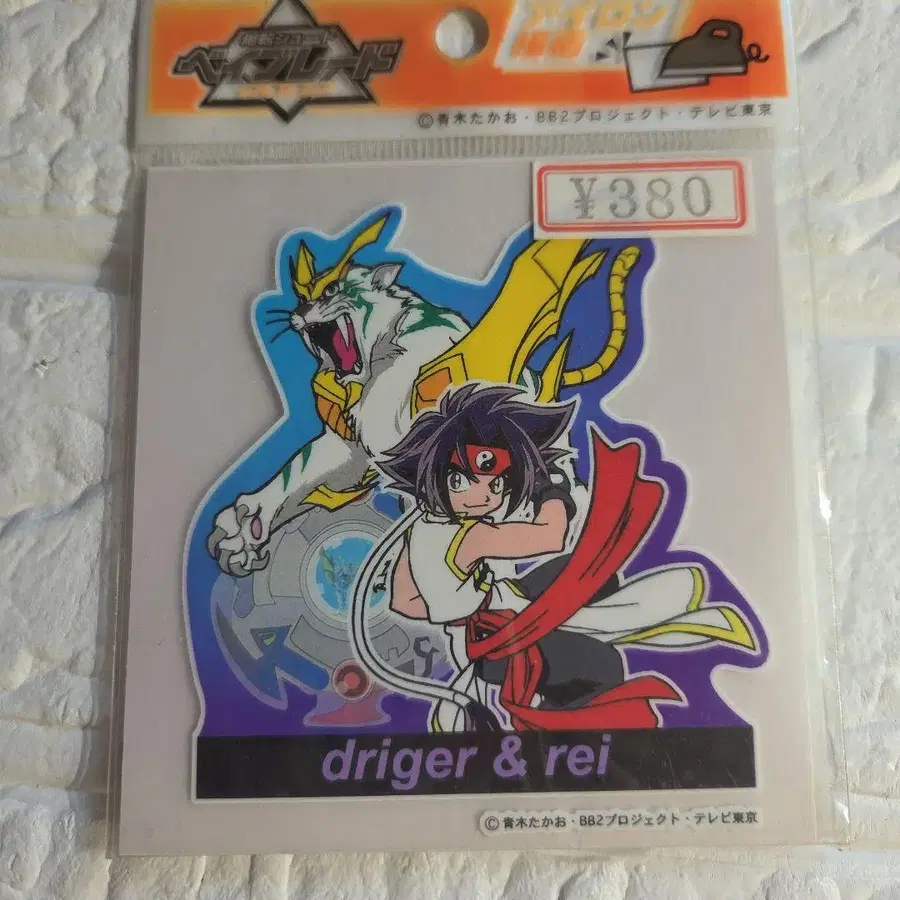 爆転シュート
ベイブレード
アイロン
©青木たかお・BB2プロジェクト・テレビ東京
¥380
driger & rei
©青木たかお・BB2プロジェクト・テレビ東京